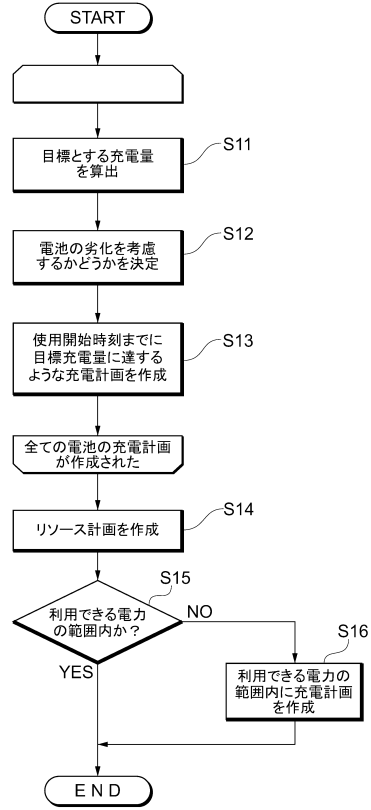 START
S11
目標とする充電量
を算出
S12
電池の劣化を考慮
するかどうかを決定
S13
使用開始時刻までに
目標充電量に達する
ような充電計画を作成
全ての電池の充電計画
が作成された
S14
リソース計画を作成
S15
利用できる電力
の範囲内か？
NO
YES
S16
利用できる電力の
範囲内に充電計画
を作成
END